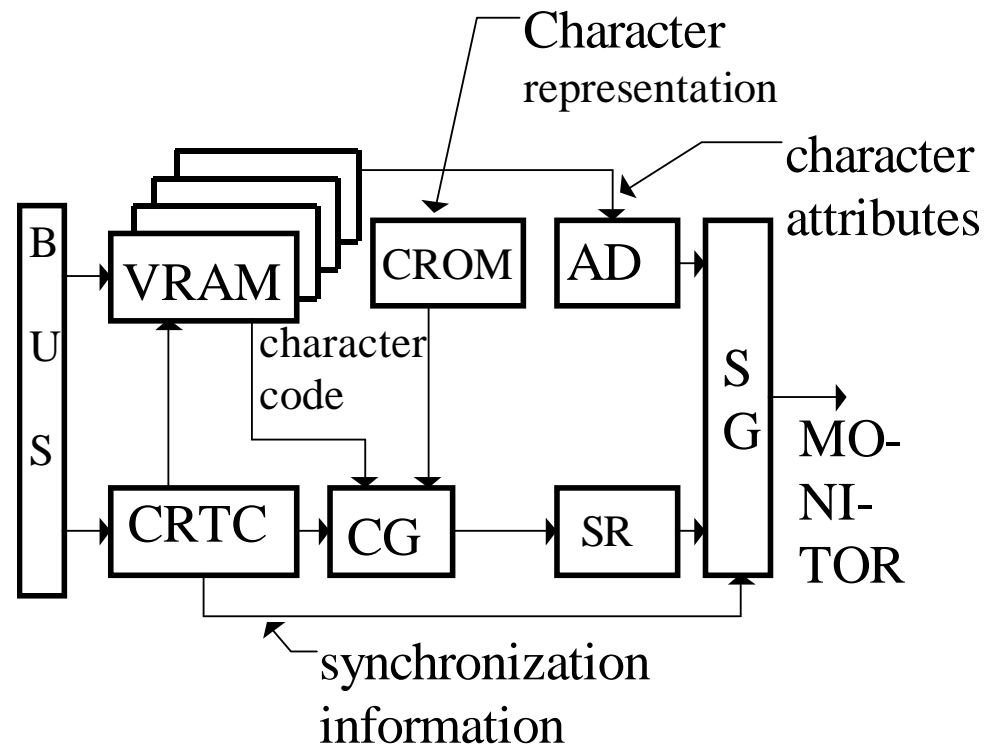 Character
representation
character
attributes
B
U
S
VRAM
CROM
AD
character
code
S
G
MO-
NI-
TOR
CRTC
CG
SR
synchronization
information